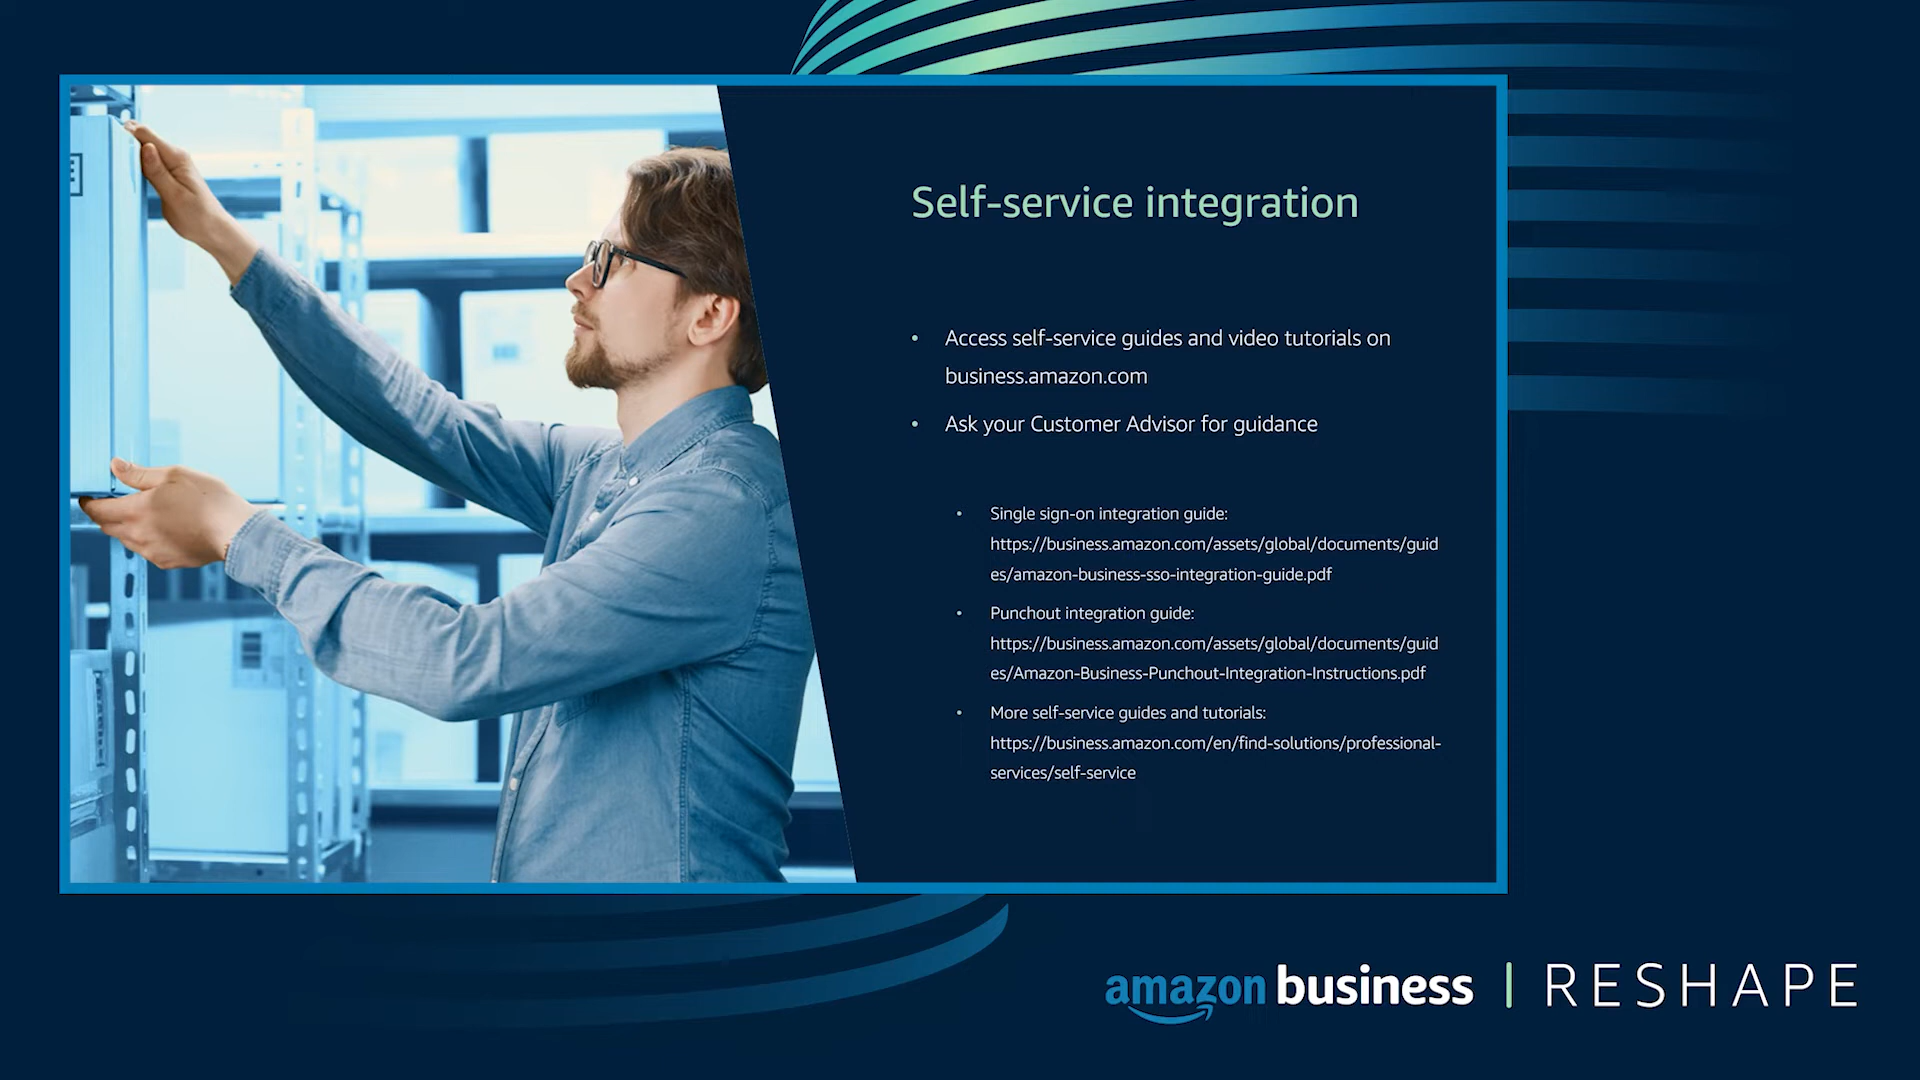 Self-service integration
• Access self-service guides and video tutorials on
business.amazon.com
• Ask your Customer Advisor for guidance
• Single sign-on integration guide:
https://business.amazon.com/assets/global/documents/guid
es/amazon-business-sso-integration-guide.pdf
• Punchout integration guide:
https://business.amazon.com/assets/global/documents/guid
es/Amazon-Business-Punchout-Integration-Instructions.pdf
• More self-service guides and tutorials:
https://business.amazon.com/en/find-solutions/professional-
services/self-service
amazon business | RESHAPE